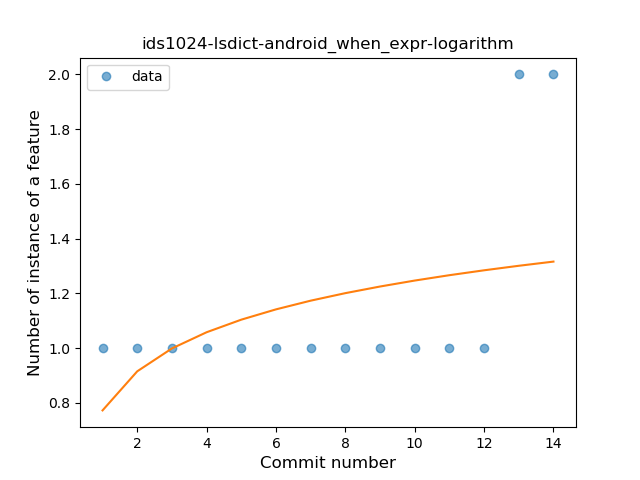 ids1024-lsdict-android_when_expr-logarithm
data
Number of instance of a feature
2.0
1.8
1.6
1.4
1.2
1.0
0.8
2 4 6 8 10 12 14
Commit number